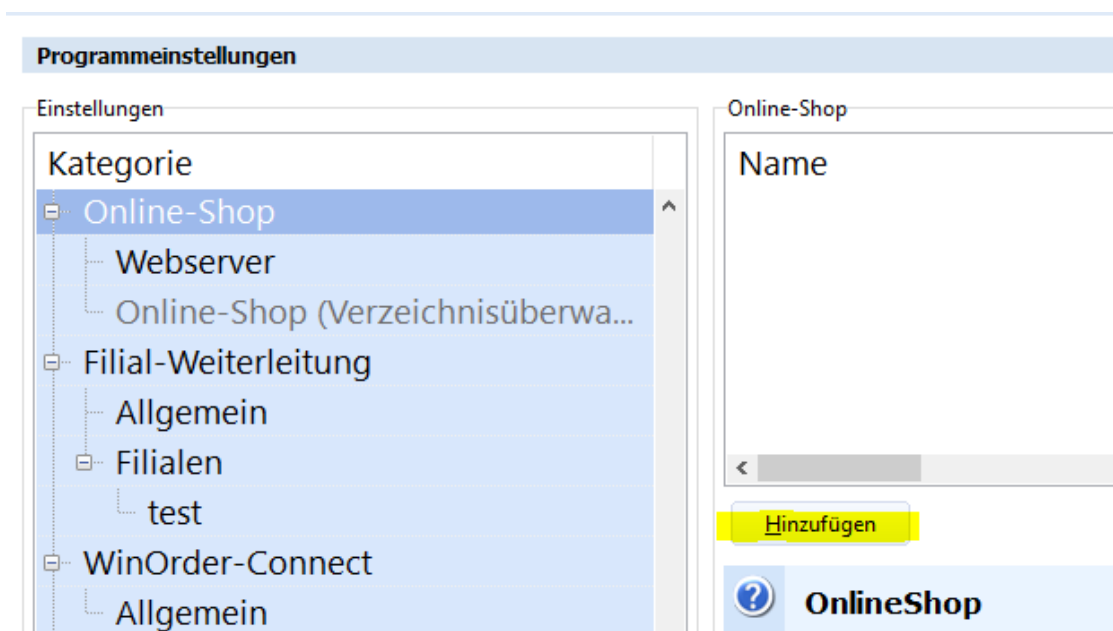 Programmeinstellungen
Einstellungen
Kategorie
Online-Shop
Webserver
Online-Shop (Verzeichnisüberwa...
Filial-Weiterleitung
Allgemein
Filialen
test
WinOrder-Connect
Allgemein
Online-Shop
Name
Hinzufügen
OnlineShop